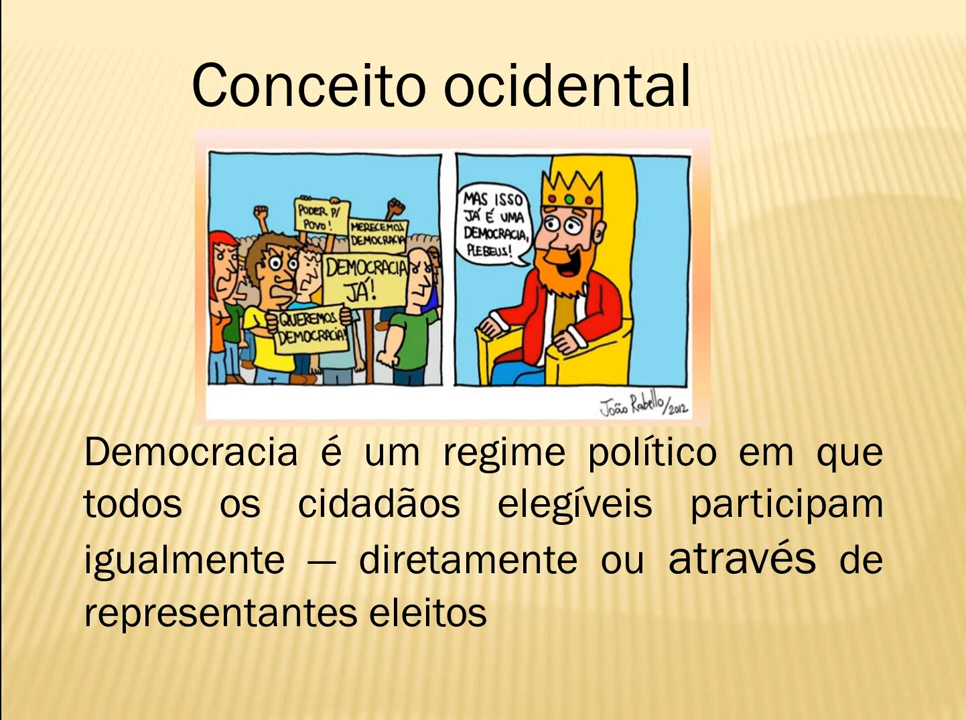 Conceito ocidental
PODER P/
POVO!
MERECEMOS
DEMOCRACIA
DEMOCRACIA
JÁ!
QUEREMOS
DEMOCRACIA!
MAS ISSO
JÁ É UMA
DEMOCRACIA,
PLEBEUS!
João Rabello/2012
Democracia é um regime político em que
todos os cidadãos elegíveis participam
igualmente — diretamente ou através de
representantes eleitos